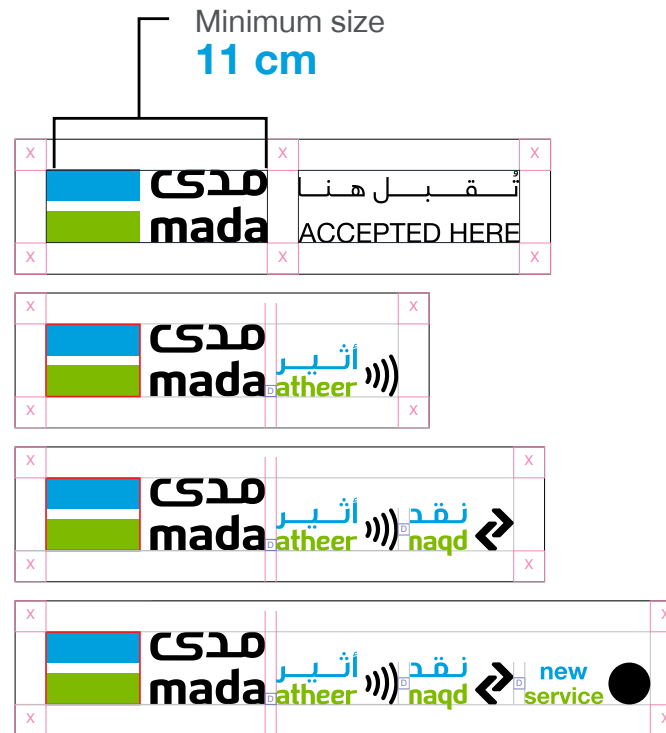 Minimum size
11 cm
X X X
مدى تُقبل هنا
mada ACCEPTED HERE
X X X
X X
مدى أثير
mada D atheer
X X
X X
مدى أثير D نقد
mada D atheer naqd
X X
X X
مدى أثير D نقد D new
mada D atheer naqd service
X X